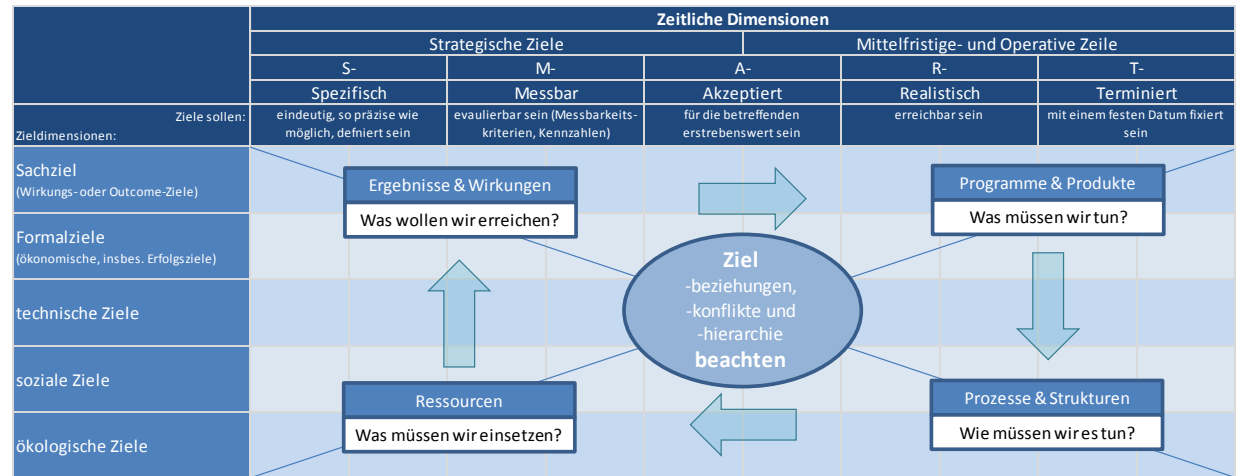 Zeitliche Dimensionen
Strategische Ziele
Mittelfristige- und Operative Zeile
S-
M-
A-
R-
T-
Spezifisch
Messbar
Akzeptiert
Realistisch
Terminiert
Ziele sollen:
Zieldimensionen:
eindeutig, so präzise wie
möglich, defniert sein
evaulierbar sein (Messbarkeits-
kriterien, Kennzahlen)
für die betreffenden
erstrebenswert sein
erreichbar sein
mit einem festen Datum fixiert
sein
Sachziel
(Wirkungs- oder Outcome-Ziele)
Ergebnisse & Wirkungen
Was wollen wir erreichen?
Programme & Produkte
Was müssen wir tun?
Formalziele
(ökonomische, insbes. Erfolgsziele)
Ziel
-beziehungen,
-konflikte und
-hierarchie
beachten
technische Ziele
soziale Ziele
Ressourcen
Was müssen wir einsetzen?
Prozesse & Strukturen
Wie müssen wir es tun?
ökologische Ziele